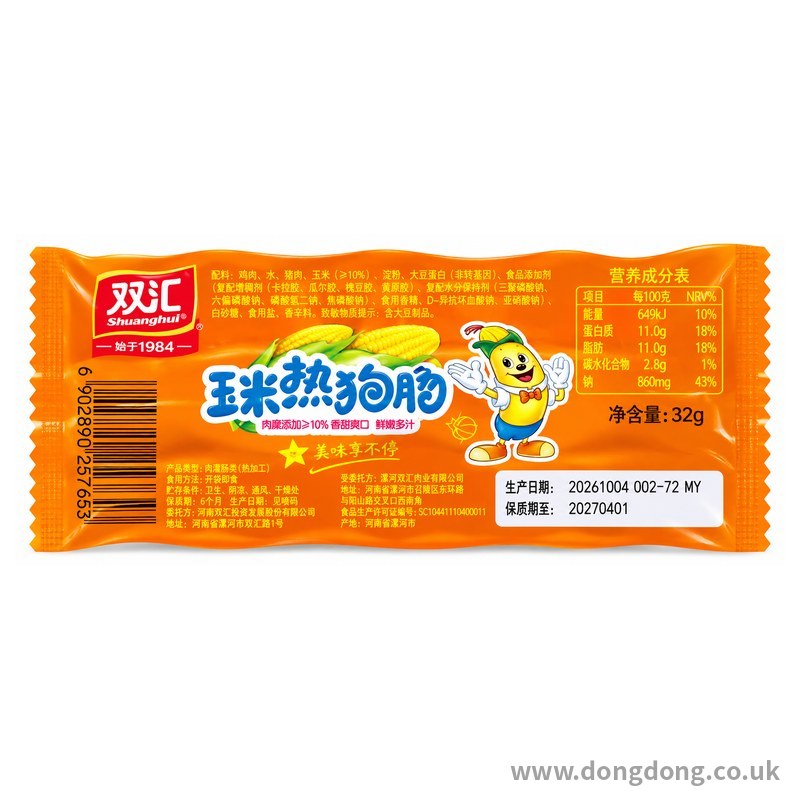 双汇
Shuanghui®
始于1984
配料：鸡肉、水、猪肉、玉米（≥10%）、淀粉、大豆蛋白（非转基因）、食品添加剂
（复配增稠剂（卡拉胶、瓜尔胶、槐豆胶、黄原胶）、复配水分保持剂（三聚磷酸钠、
六偏磷酸钠、磷酸氢二钠、焦磷酸钠）、食用香精、D-异抗坏血酸钠、亚硝酸钠）、
白砂糖、食用盐、香辛料。致敏物质提示：含大豆制品。
玉米热狗肠
肉糜添加≥10% 香甜爽口 鲜嫩多汁
美味享不停
营养成分表
项目 每100克 NRV%
能量 649kJ 10%
蛋白质 11.0g 18%
脂肪 11.0g 18%
碳水化合物 2.8g 1%
钠 860mg 43%
净含量：32g
6 902890 257653
产品类型：肉灌肠类（热加工）
食用方法：开袋即食
贮存条件：卫生、阴凉、通风、干燥处
保质期：6个月 生产日期：见喷码
委托方：河南双汇投资发展股份有限公司
地址：河南省漯河市双汇路1号
受委托方：漯河双汇肉业有限公司
地址：河南省漯河市召陵区东环路
与阳山路交叉口西南角
食品生产许可证编号：SC10441110400011
产地：河南省漯河市
生产日期： 20261004 002-72 MY
保质期至： 20270401
www.dongdong.co.uk